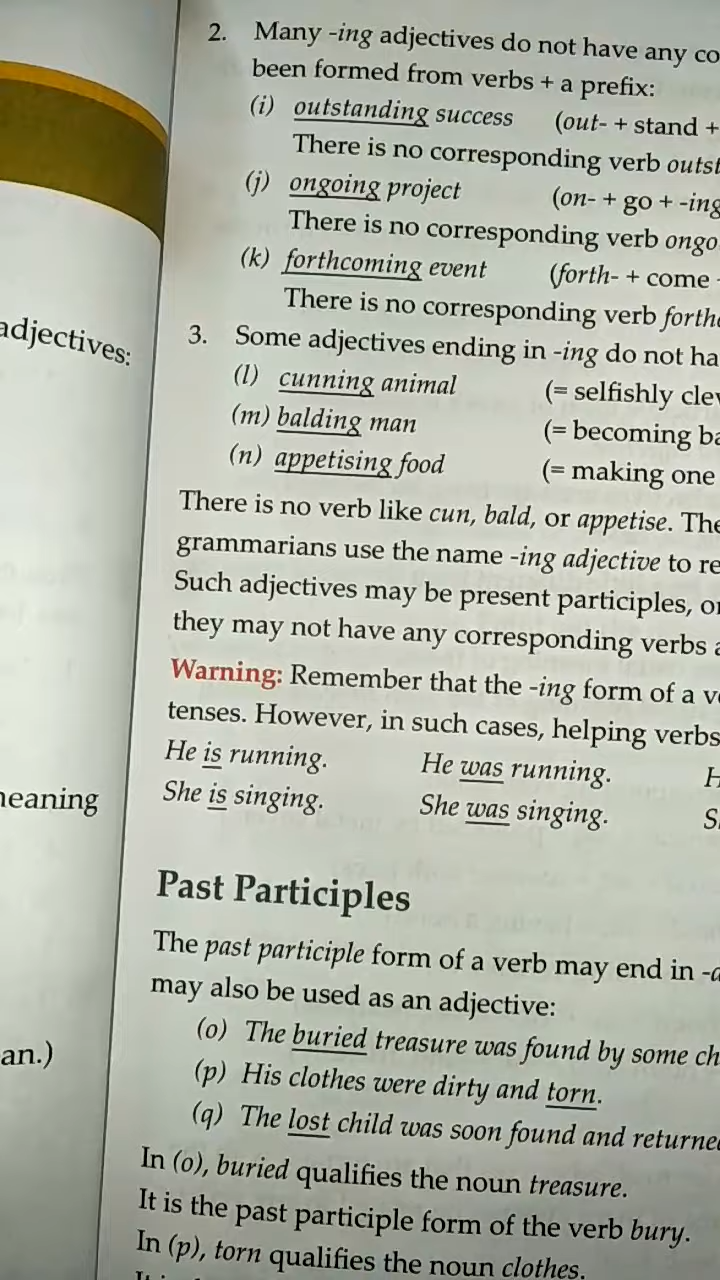 adjectives:
meaning
an.)
2. Many -ing adjectives do not have any co
been formed from verbs + a prefix:
(i) outstanding success (out- + stand +
There is no corresponding verb outst
(j) ongoing project (on- + go + -ing
There is no corresponding verb ongo
(k) forthcoming event (forth- + come
There is no corresponding verb forth
3. Some adjectives ending in -ing do not ha
(l) cunning animal (= selfishly clev
(m) balding man (= becoming ba
(n) appetising food (= making one
There is no verb like cun, bald, or appetise. The
grammarians use the name -ing adjective to re
Such adjectives may be present participles, or
they may not have any corresponding verbs a
Warning: Remember that the -ing form of a ve
tenses. However, in such cases, helping verbs
He is running. He was running. H
She is singing. She was singing. S
Past Participles
The past participle form of a verb may end in
may also be used as an adjective:
(o) The buried treasure was found by some ch
(p) His clothes were dirty and torn.
(q) The lost child was soon found and returne
In (o), buried qualifies the noun treasure.
It is the past participle form of the verb bury.
In (p), torn qualifies the noun clothes.